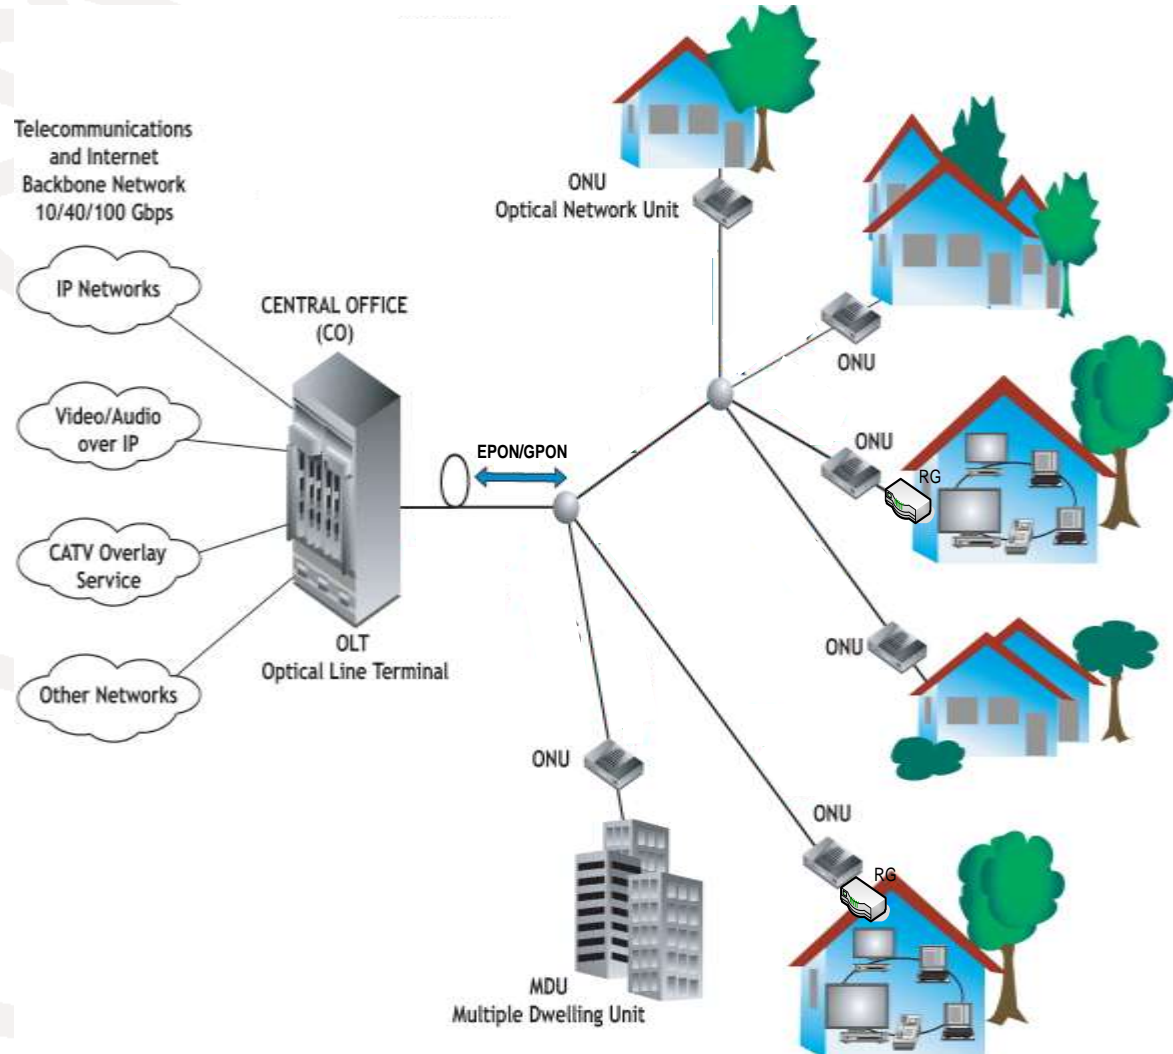 Telecommunications
and Internet
Backbone Network
10/40/100 Gbps
IP Networks
Video/Audio
over IP
CATV Overlay
Service
Other Networks
CENTRAL OFFICE
(CO)
OLT
Optical Line Terminal
EPON/GPON
ONU
Optical Network Unit
ONU
ONU
RG
ONU
ONU
MDU
Multiple Dwelling Unit
ONU
RG